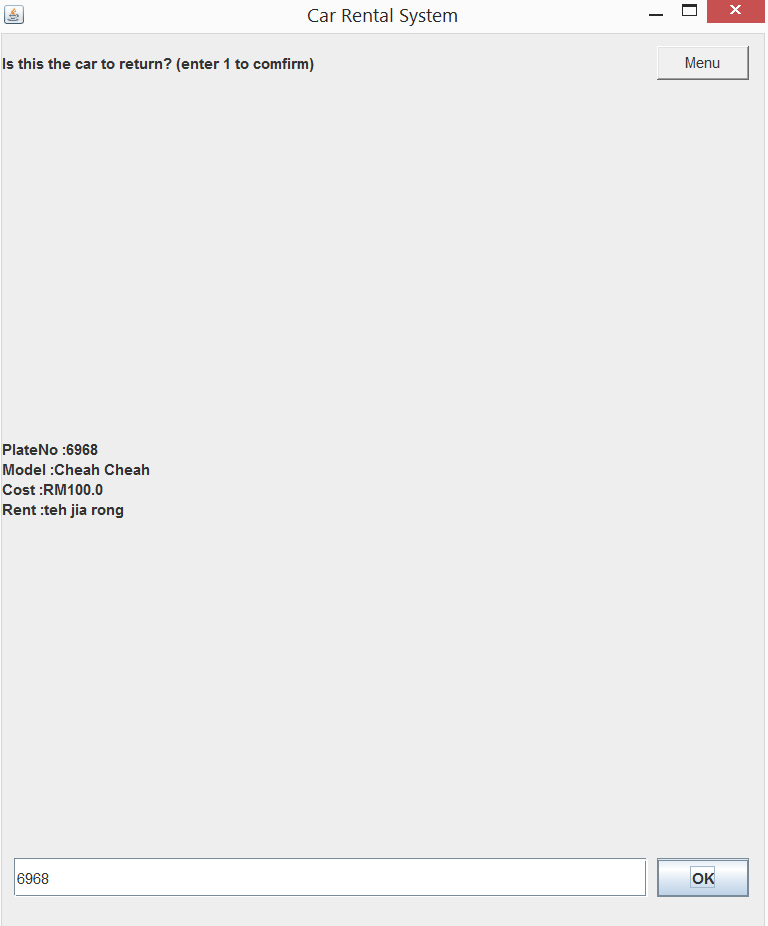 Car Rental System
Is this the car to return? (enter 1 to comfirm)
Menu
PlateNo :6968
Model :Cheah Cheah
Cost :RM100.0
Rent :teh jia rong
6968
OK